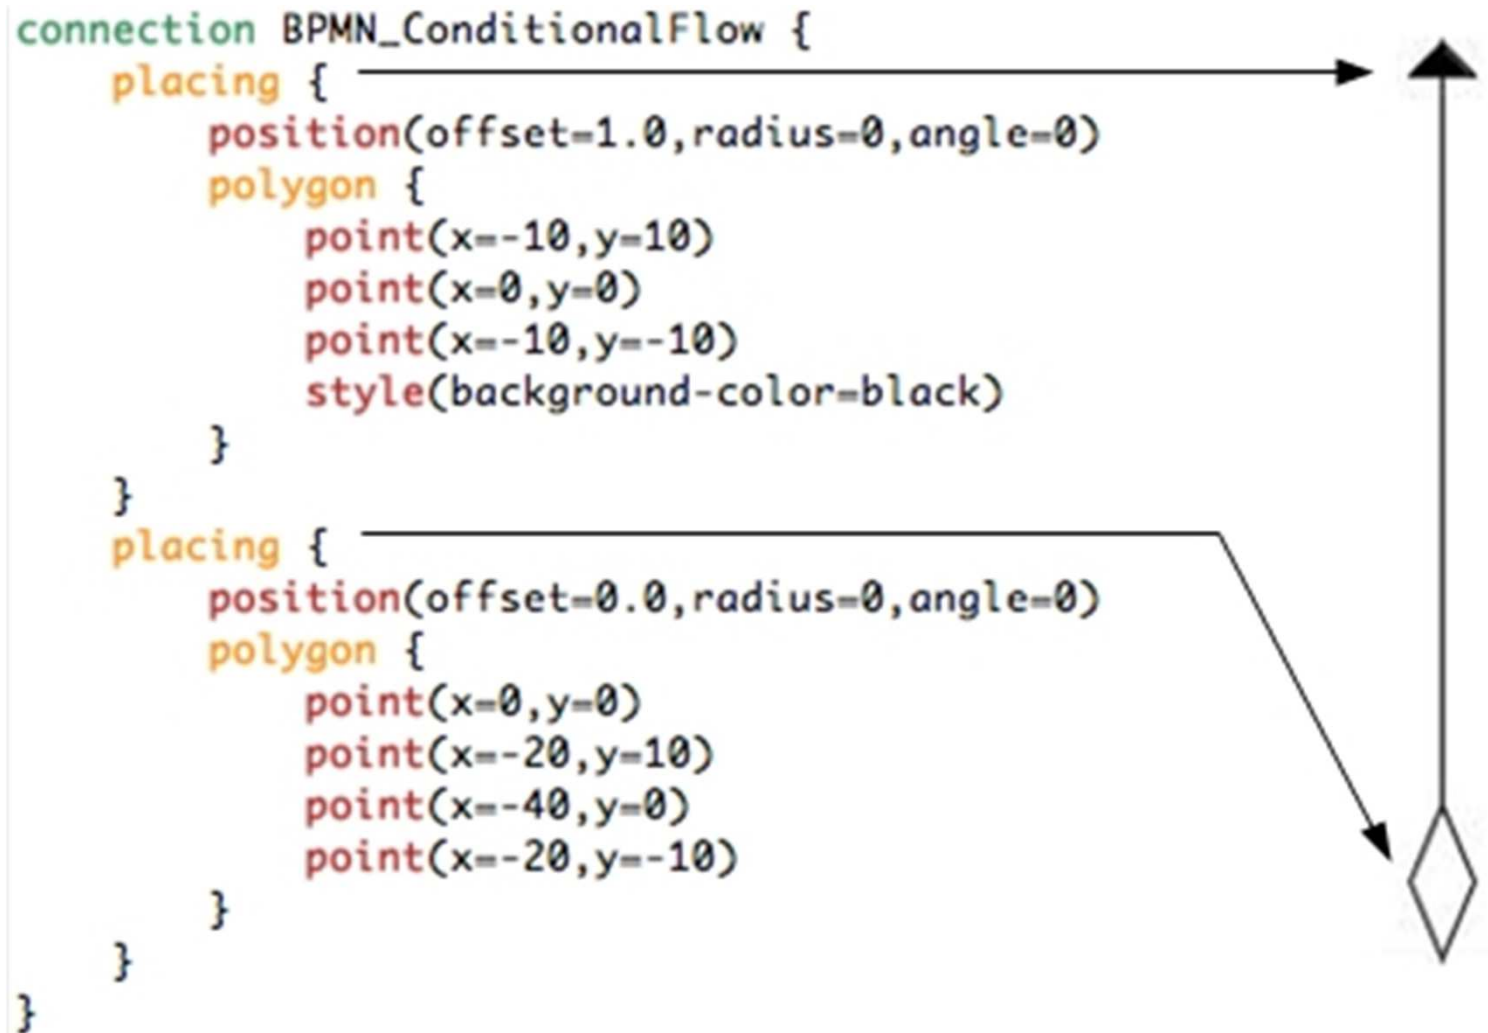 connection BPMN_ConditionalFlow {
    placing {
        position(offset=1.0,radius=0,angle=0)
        polygon {
            point(x=-10,y=10)
            point(x=0,y=0)
            point(x=-10,y=-10)
            style(background-color=black)
        }
    }
    placing {
        position(offset=0.0,radius=0,angle=0)
        polygon {
            point(x=0,y=0)
            point(x=-20,y=10)
            point(x=-40,y=0)
            point(x=-20,y=-10)
        }
    }
}